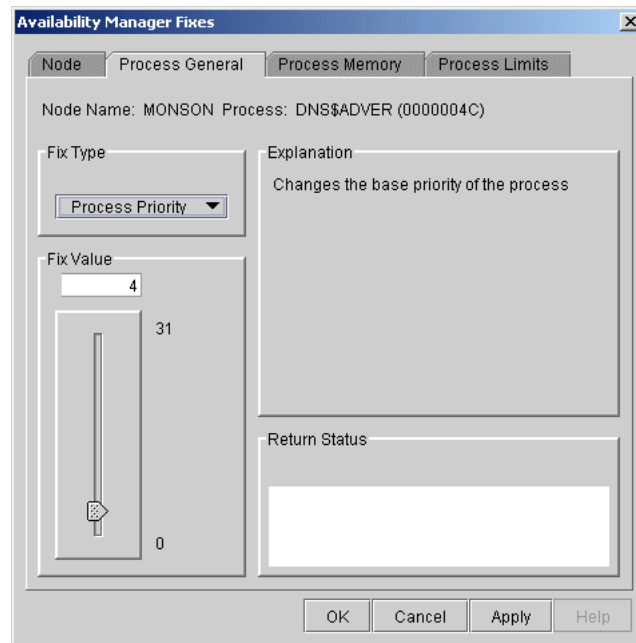 Availability Manager Fixes
Node
Process General
Process Memory
Process Limits
Node Name: MONSON Process: DNS$ADVER (0000004C)
Fix Type
Process Priority
Explanation
Changes the base priority of the process
Fix Value
4
31
0
Return Status
OK
Cancel
Apply
Help